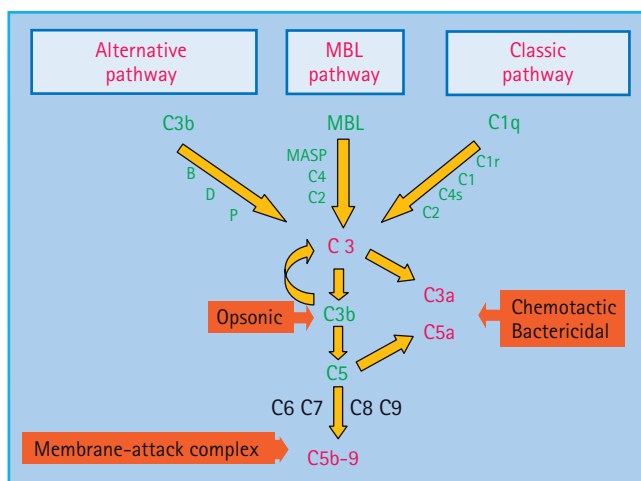 Alternative
pathway
MBL
pathway
Classic
pathway
C3b
MBL
C1q
B
D
P
MASP
C4
C2
C1r
C1
C4s
C2
C 3
C3a
Opsonic
C3b
C5a
Chemotactic
Bactericidal
C5
C6 C7
C8 C9
Membrane-attack complex
C5b-9